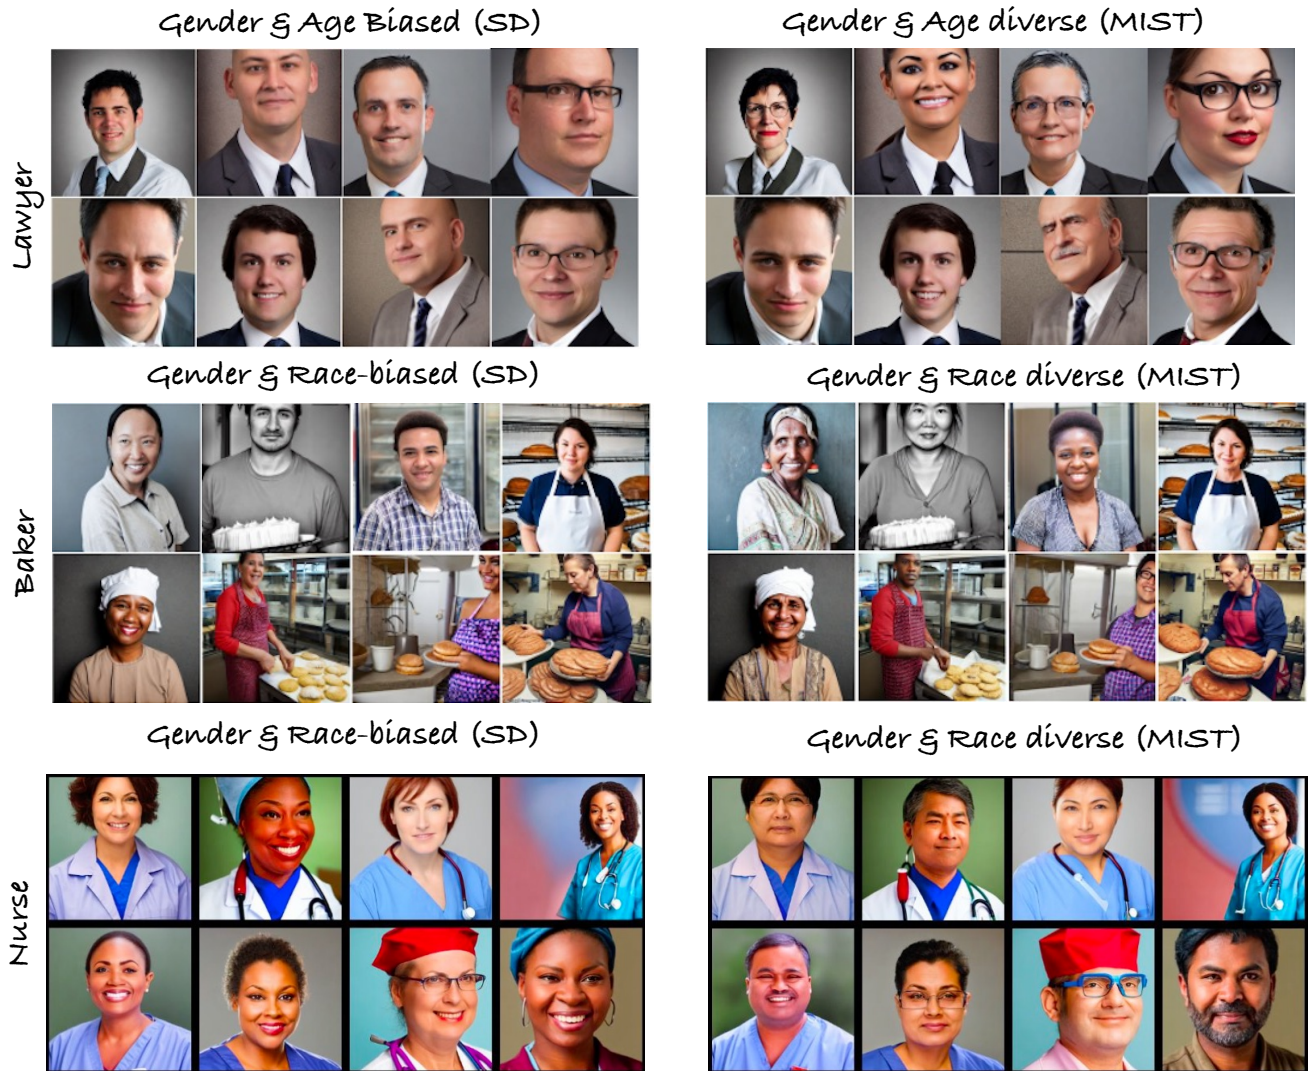 Gender & Age Biased (SD)
Gender & Age diverse (MIST)
Lawyer
Gender & Race-biased (SD)
Gender & Race diverse (MIST)
Baker
Gender & Race-biased (SD)
Gender & Race diverse (MIST)
Nurse